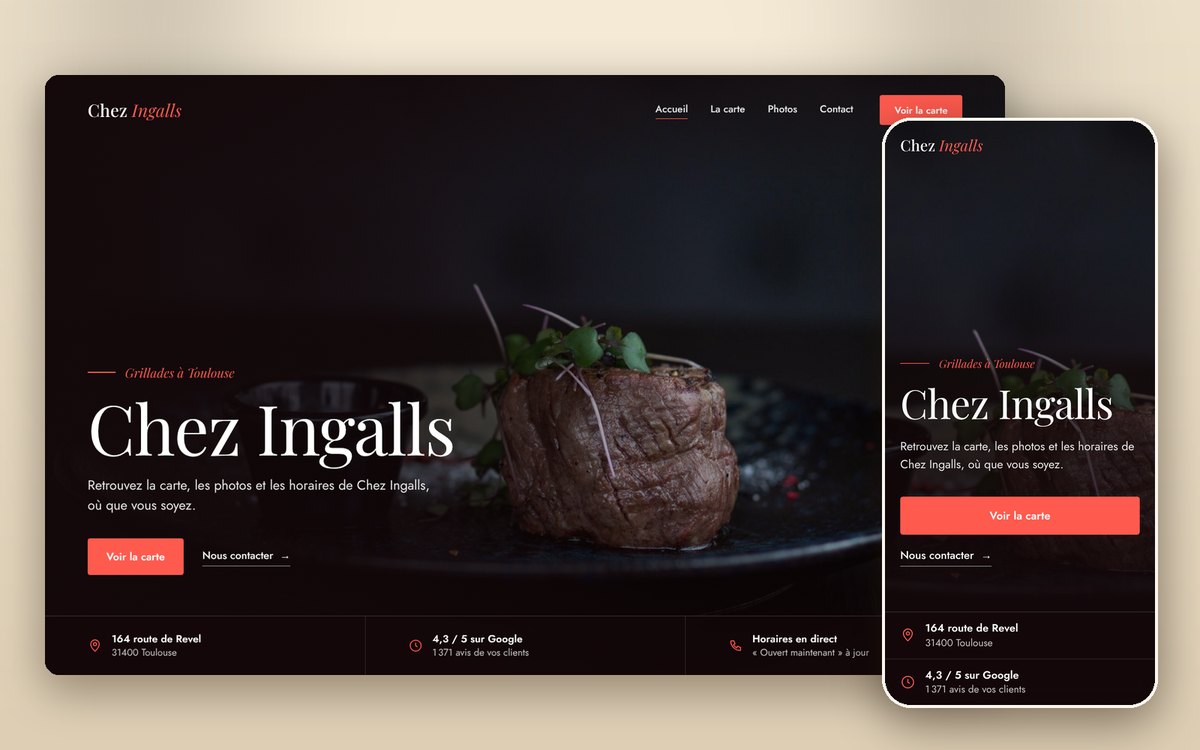 Chez Ingalls
Accueil
La carte
Photos
Contact
Voir la carte
Grillades à Toulouse
Chez Ingalls
Retrouvez la carte, les photos et les horaires de Chez Ingalls,
où que vous soyez.
Voir la carte
Nous contacter →
164 route de Revel
31400 Toulouse
4,3 / 5 sur Google
1 371 avis de vos clients
Horaires en direct
« Ouvert maintenant » à jour
Chez Ingalls
Grillades à Toulouse
Chez Ingalls
Retrouvez la carte, les photos et les horaires de
Chez Ingalls, où que vous soyez.
Voir la carte
Nous contacter →
164 route de Revel
31400 Toulouse
4,3 / 5 sur Google
1 371 avis de vos clients